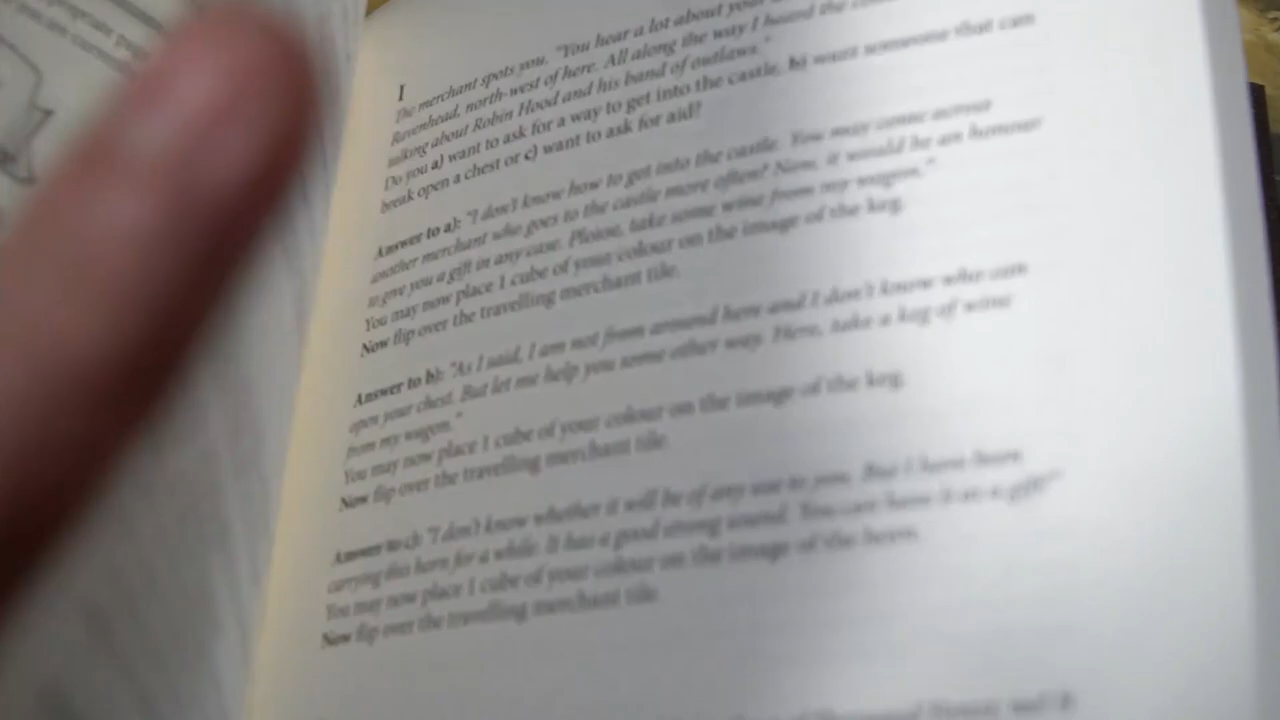 I
The merchant spots you. "You hear a lot about your
Ravenhead, north-west of here. All along the way I heard the
talking about Robin Hood and his band of outlaws."
Do you a) want to ask for a way to get into the castle, b) want someone that can
break open a chest or c) want to ask for aid?
Answer to a): "I don't know how to get into the castle. You may come across
another merchant who goes to the castle more often? Now, it would be an honour
to give you a gift in any case. Please, take some wine from my wagon."
You may now place 1 cube of your colour on the image of the keg.
Now flip over the travelling merchant tile.
Answer to b): "As I said, I am not from around here and I don't know who can
open your chest. But let me help you some other way. Here, take a keg of wine
from my wagon."
You may now place 1 cube of your colour on the image of the keg.
Now flip over the travelling merchant tile.
Answer to c): "I don't know whether it will be of any use to you. But I have been
carrying this horn for a while. It has a good strong sound. You can have it as a gift!"
You may now place 1 cube of your colour on the image of the horn.
Now flip over the travelling merchant tile.